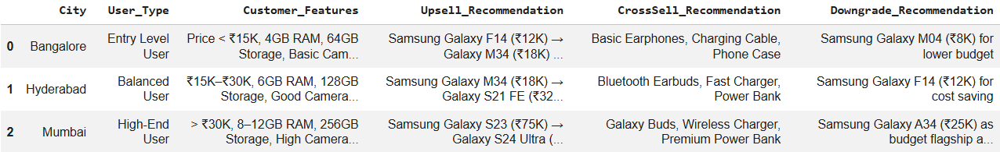 City User_Type Customer_Features Upsell_Recommendation CrossSell_Recommendation Downgrade_Recommendation
0 Bangalore Entry Level User Price < ₹15K, 4GB RAM, 64GB Storage, Basic Cam... Samsung Galaxy F14 (₹12K) → Galaxy M34 (₹18K) ... Basic Earphones, Charging Cable, Phone Case Samsung Galaxy M04 (₹8K) for lower budget
1 Hyderabad Balanced User ₹15K–₹30K, 6GB RAM, 128GB Storage, Good Camera... Samsung Galaxy M34 (₹18K) → Galaxy S21 FE (₹32... Bluetooth Earbuds, Fast Charger, Power Bank Samsung Galaxy F14 (₹12K) for cost saving
2 Mumbai High-End User > ₹30K, 8–12GB RAM, 256GB Storage, High Camera... Samsung Galaxy S23 (₹75K) → Galaxy S24 Ultra (... Galaxy Buds, Wireless Charger, Premium Power Bank Samsung Galaxy A34 (₹25K) as budget flagship a...